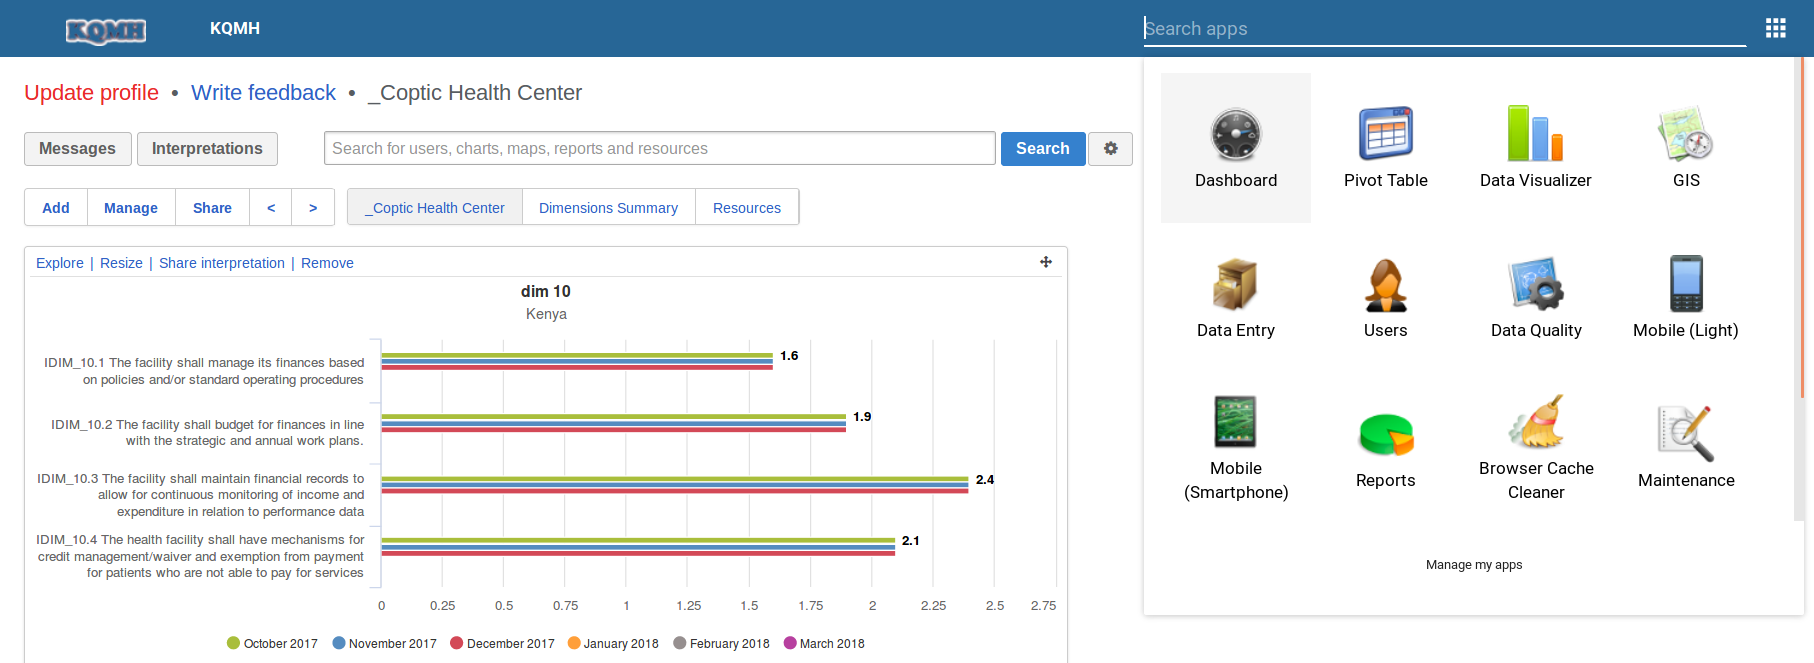 KQMH
KQMH
Search apps
Update profile • Write feedback • _Coptic Health Center
Messages
Interpretations
Search for users, charts, maps, reports and resources
Search
Add
Manage
Share
<
>
_Coptic Health Center
Dimensions Summary
Resources
Explore | Resize | Share interpretation | Remove
dim 10
Kenya
IDIM_10.1 The facility shall manage its finances based
on policies and/or standard operating procedures
1.6
IDIM_10.2 The facility shall budget for finances in line
with the strategic and annual work plans.
1.9
IDIM_10.3 The facility shall maintain financial records to
allow for continuous monitoring of income and
expenditure in relation to performance data
2.4
IDIM_10.4 The health facility shall have mechanisms for
credit management/waiver and exemption from payment
for patients who are not able to pay for services
2.1
0 0.25 0.5 0.75 1 1.25 1.5 1.75 2 2.25 2.5 2.75
October 2017 November 2017 December 2017 January 2018 February 2018 March 2018
Dashboard
Pivot Table
Data Visualizer
GIS
Data Entry
Users
Data Quality
Mobile (Light)
Mobile
(Smartphone)
Reports
Browser Cache
Cleaner
Maintenance
Manage my apps